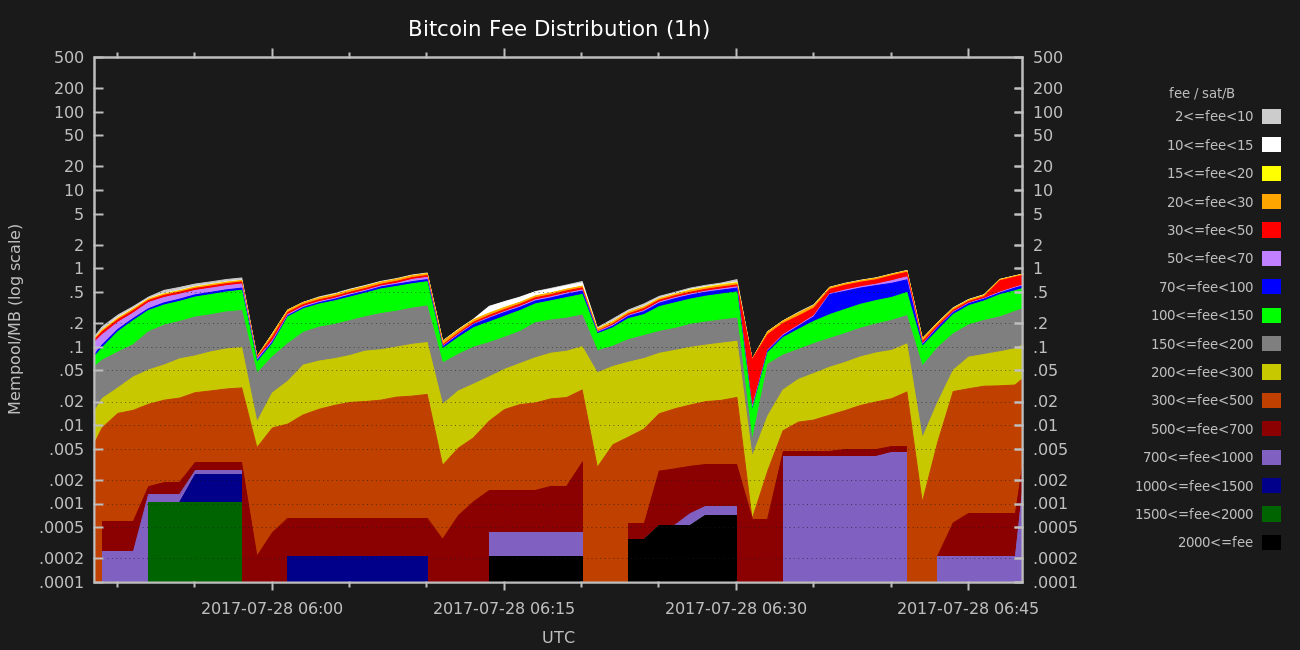 Bitcoin Fee Distribution (1h)
Mempool/MB (log scale)
500
200
100
50
20
10
5
2
1
.5
.2
.1
.05
.02
.01
.005
.002
.001
.0005
.0002
.0001
500
200
100
50
20
10
5
2
1
.5
.2
.1
.05
.02
.01
.005
.002
.001
.0005
.0002
.0001
2017-07-28 06:00 2017-07-28 06:15 2017-07-28 06:30 2017-07-28 06:45
UTC
fee / sat/B
2<=fee<10
10<=fee<15
15<=fee<20
20<=fee<30
30<=fee<50
50<=fee<70
70<=fee<100
100<=fee<150
150<=fee<200
200<=fee<300
300<=fee<500
500<=fee<700
700<=fee<1000
1000<=fee<1500
1500<=fee<2000
2000<=fee